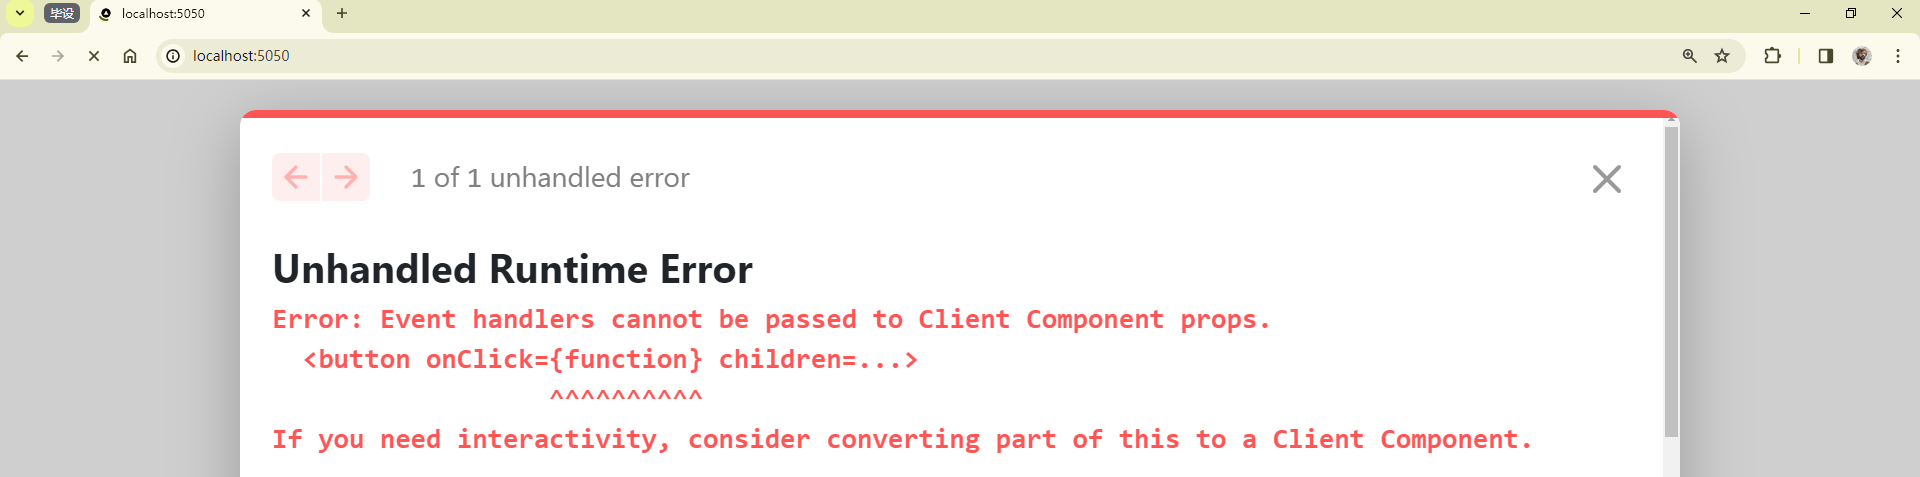 毕设
localhost:5050
localhost:5050
1 of 1 unhandled error
Unhandled Runtime Error
Error: Event handlers cannot be passed to Client Component props.
<button onClick={function} children=...>
^^^^^^^^^^
If you need interactivity, consider converting part of this to a Client Component.